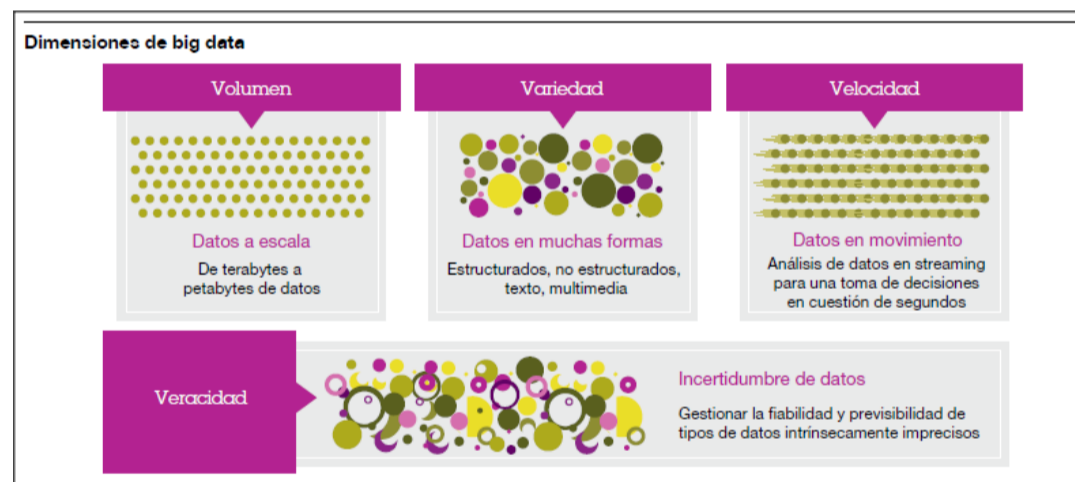 Dimensiones de big data
Volumen
Datos a escala
De terabytes a
petabytes de datos
Variedad
Datos en muchas formas
Estructurados, no estructurados,
texto, multimedia
Velocidad
Datos en movimiento
Análisis de datos en streaming
para una toma de decisiones
en cuestión de segundos
Veracidad
Incertidumbre de datos
Gestionar la fiabilidad y previsibilidad de
tipos de datos intrínsecamente imprecisos